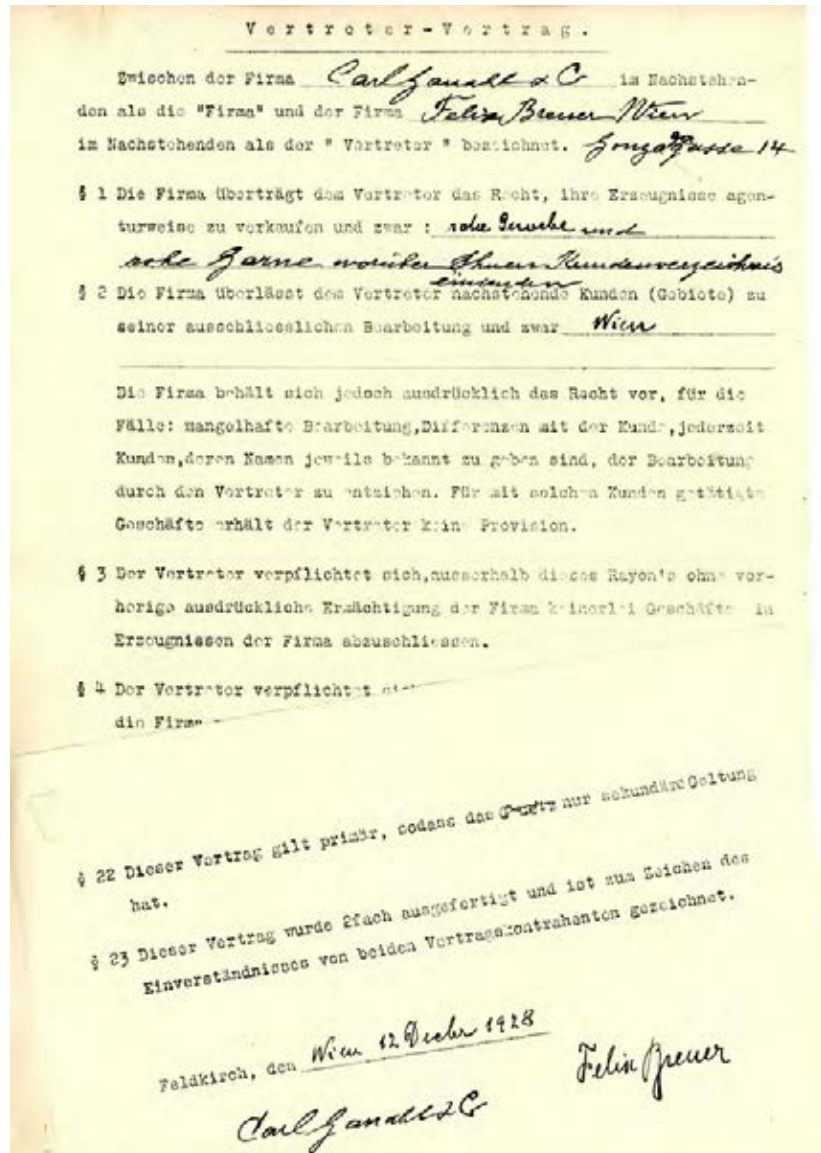 Vertreter-Vertrag.
Zwischen der Firma Carl Ganahl & Co im Nachstehen-
den als die "Firma" und der Firma Felix Breuer Wien
im Nachstehenden als der " Vertreter " bezeichnet. Gonzagagasse 14
§ 1 Die Firma überträgt dem Vertreter das Recht, ihre Erzeugnisse agen-
turweise zu verkaufen und zwar : rohe Gewebe und
rohe Garne worüber Kundenverzeichnis
einsenden
§ 2 Die Firma überlässt dem Vertreter nachstehende Kunden (Gebiete) zu
seiner ausschliesslichen Bearbeitung und zwar Wien
Die Firma behält sich jedoch ausdrücklich das Recht vor, für die
Fälle: mangelhafte Bearbeitung,Differenzen mit der Kunde,jederzeit
Kunden,deren Namen jeweils bekannt zu geben sind, der Bearbeitung
durch den Vertreter zu entziehen. Für mit solchen Kunden getätigte
Geschäfte erhält der Vertreter keine Provision.
§ 3 Der Vertreter verpflichtet sich,ausserhalb dieses Rayon's ohne vor-
herige ausdrückliche Ermächtigung der Firma keinerlei Geschäfte in
Erzeugnissen der Firma abzuschliessen.
§ 4 Der Vertreter verpflichtet
die Firma
§ 22 Dieser Vertrag gilt primär, sodass das Gesetz nur sekundäre Geltung
hat.
§ 23 Dieser Vertrag wurde 2fach ausgefertigt und ist zum Zeichen des
Einverständnisses von beiden Vertragskontrahenten gezeichnet.
Feldkirch, den Wien 12 Decbr 1928
Felix Breuer
Carl Ganahl & Co